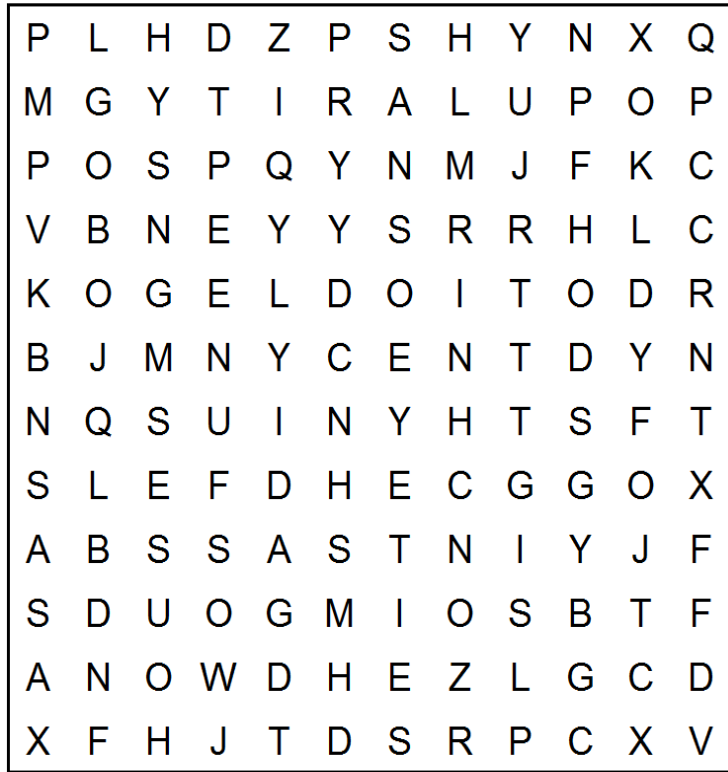 P L H D Z P S H Y N X Q
M G Y T I R A L U P O P
P O S P Q Y N M J F K C
V B N E Y Y S R R H L C
K O G E L D O I T O D R
B J M N Y C E N T D Y N
N Q S U I N Y H T S F T
S L E F D H E C G G O X
A B S S A S T N I Y J F
S D U O G M I O S B T F
A N O W D H E Z L G C D
X F H J T D S R P C X V